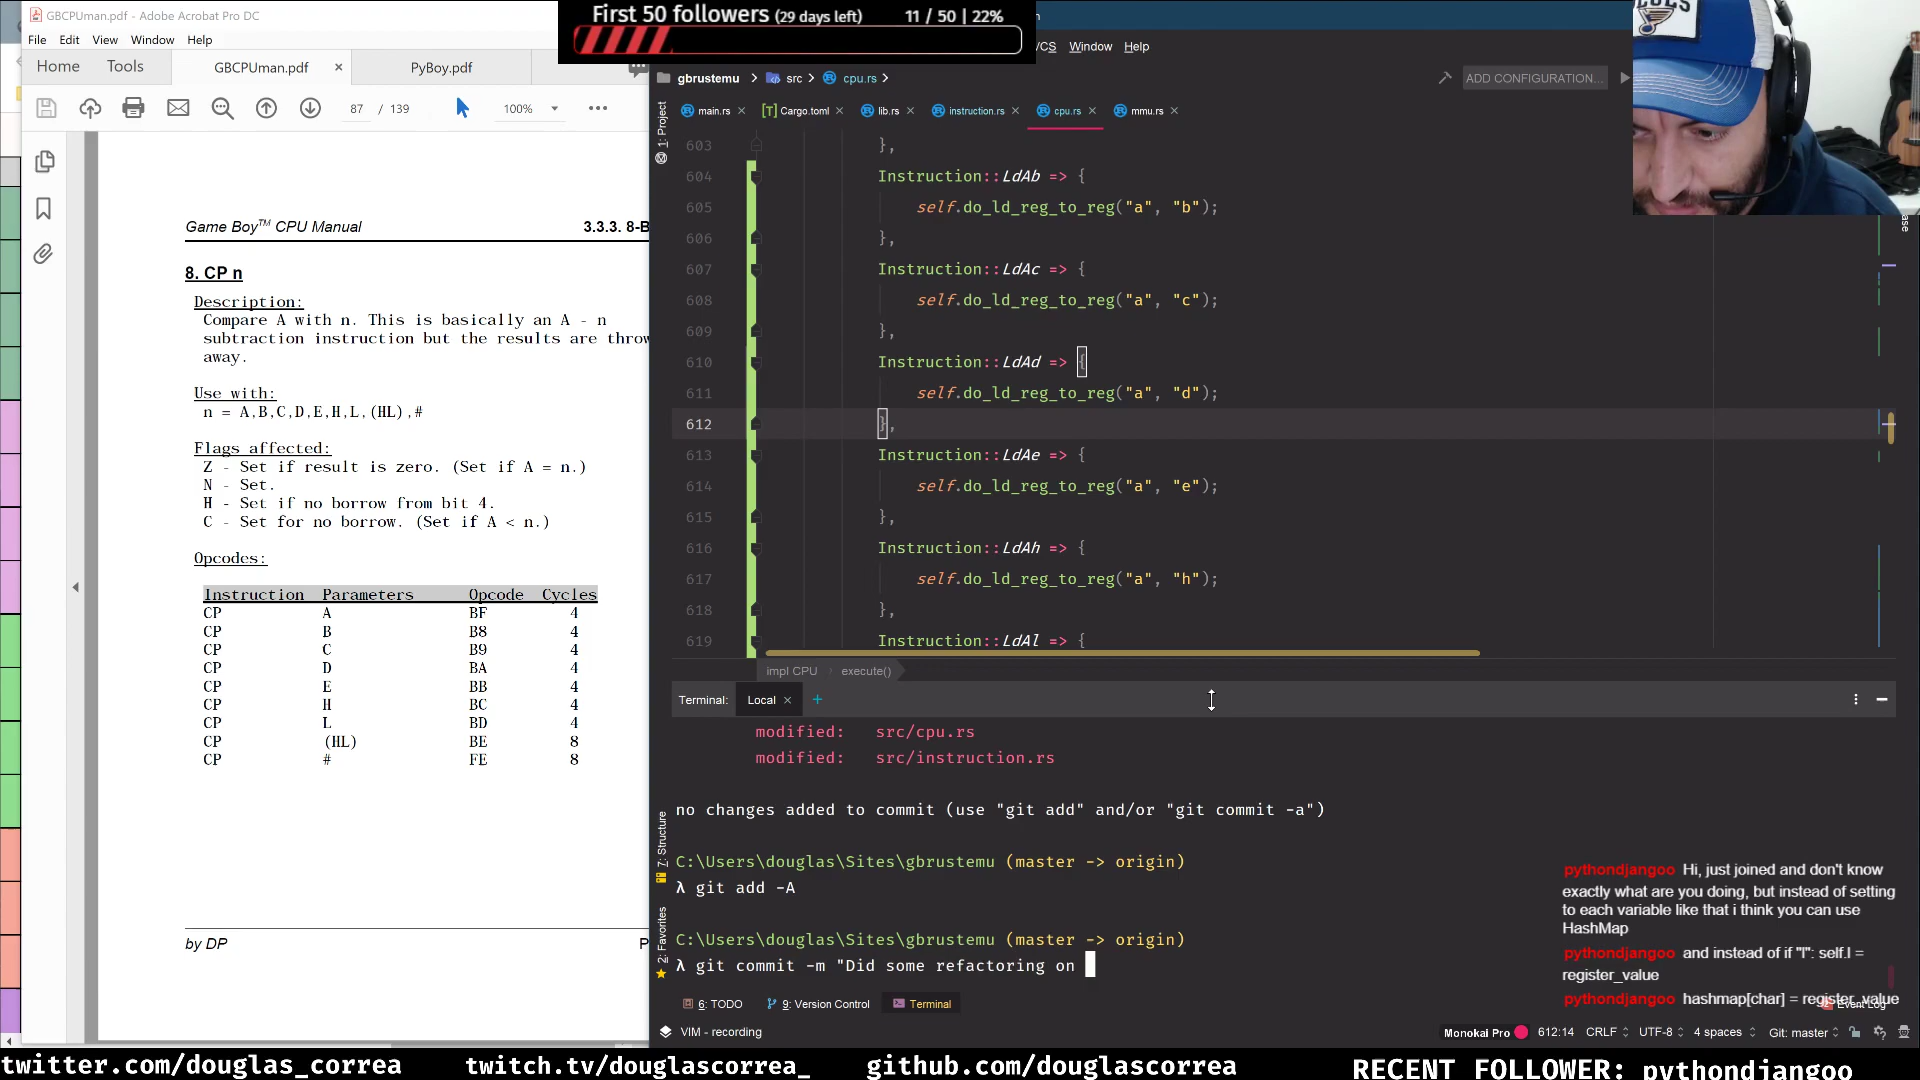 GBCPUman.pdf - Adobe Acrobat Pro DC
First 50 followers (29 days left) 11 / 50 | 22%
File Edit View Window Help
VCS Window Help
Home Tools GBCPUman.pdf × PyBoy.pdf
gbrustemu > src > cpu.rs >
ADD CONFIGURATION...
87 / 139 100%
main.rs × Cargo.toml × lib.rs × instruction.rs × cpu.rs × mmu.rs ×
1: Project
603 },
604 Instruction::LdAb => {
605 self.do_ld_reg_to_reg("a", "b");
606 },
607 Instruction::LdAc => {
608 self.do_ld_reg_to_reg("a", "c");
609 },
610 Instruction::LdAd => {
611 self.do_ld_reg_to_reg("a", "d");
612 },
613 Instruction::LdAe => {
614 self.do_ld_reg_to_reg("a", "e");
615 },
616 Instruction::LdAh => {
617 self.do_ld_reg_to_reg("a", "h");
618 },
619 Instruction::LdAl => {
impl CPU execute()
Game Boy™ CPU Manual 3.3.3. 8-B
8. CP n
Description:
Compare A with n. This is basically an A - n
subtraction instruction but the results are throw
away.
Use with:
n = A,B,C,D,E,H,L,(HL),#
Flags affected:
Z - Set if result is zero. (Set if A = n.)
N - Set.
H - Set if no borrow from bit 4.
C - Set for no borrow. (Set if A < n.)
Opcodes:
Instruction Parameters Opcode Cycles
CP A BF 4
CP B B8 4
CP C B9 4
CP D BA 4
CP E BB 4
CP H BC 4
CP L BD 4
CP (HL) BE 8
CP # FE 8
by DP
Terminal: Local × +
modified: src/cpu.rs
modified: src/instruction.rs
no changes added to commit (use "git add" and/or "git commit -a")
C:\Users\douglas\Sites\gbrustemu (master -> origin)
λ git add -A
C:\Users\douglas\Sites\gbrustemu (master -> origin)
λ git commit -m "Did some refactoring on
7: Structure
2: Favorites
pythondjangoo Hi, just joined and don't know
exactly what are you doing, but instead of setting
to each variable like that i think you can use
HashMap
pythondjangoo and instead of if "l": self.l =
register_value
pythondjangoo hashmap[char] = register_value
6: TODO 9: Version Control Terminal
Event Log
VIM - recording
Monokai Pro 612:14 CRLF UTF-8 4 spaces Git: master
twitter.com/douglas_correa twitch.tv/douglascorrea_ github.com/douglascorrea RECENT FOLLOWER: pythondjangoo